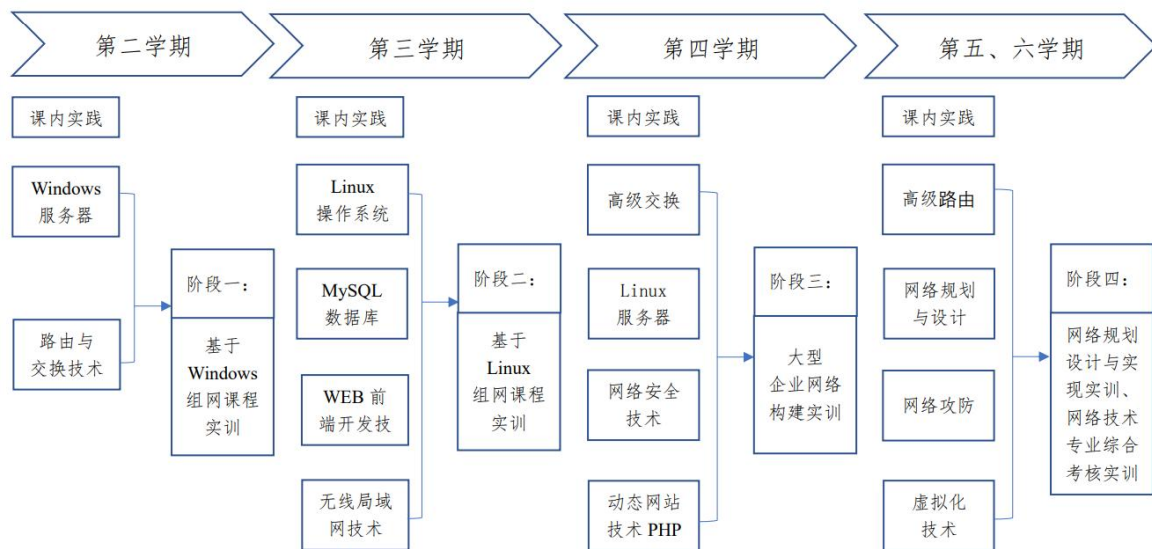 第二学期
第三学期
第四学期
第五、六学期
课内实践
Windows
服务器
路由与
交换技术
阶段一：
基于
Windows
组网课程
实训
课内实践
Linux
操作系统
MySQL
数据库
WEB 前
端开发技
无线局域
网技术
阶段二：
基于
Linux
组网课程
实训
课内实践
高级交换
Linux
服务器
网络安全
技术
动态网站
技术 PHP
阶段三：
大型
企业网络
构建实训
课内实践
高级路由
网络规划
与设计
网络攻防
虚拟化
技术
阶段四：
网络规划
设计与实
现实训、
网络技术
专业综合
考核实训